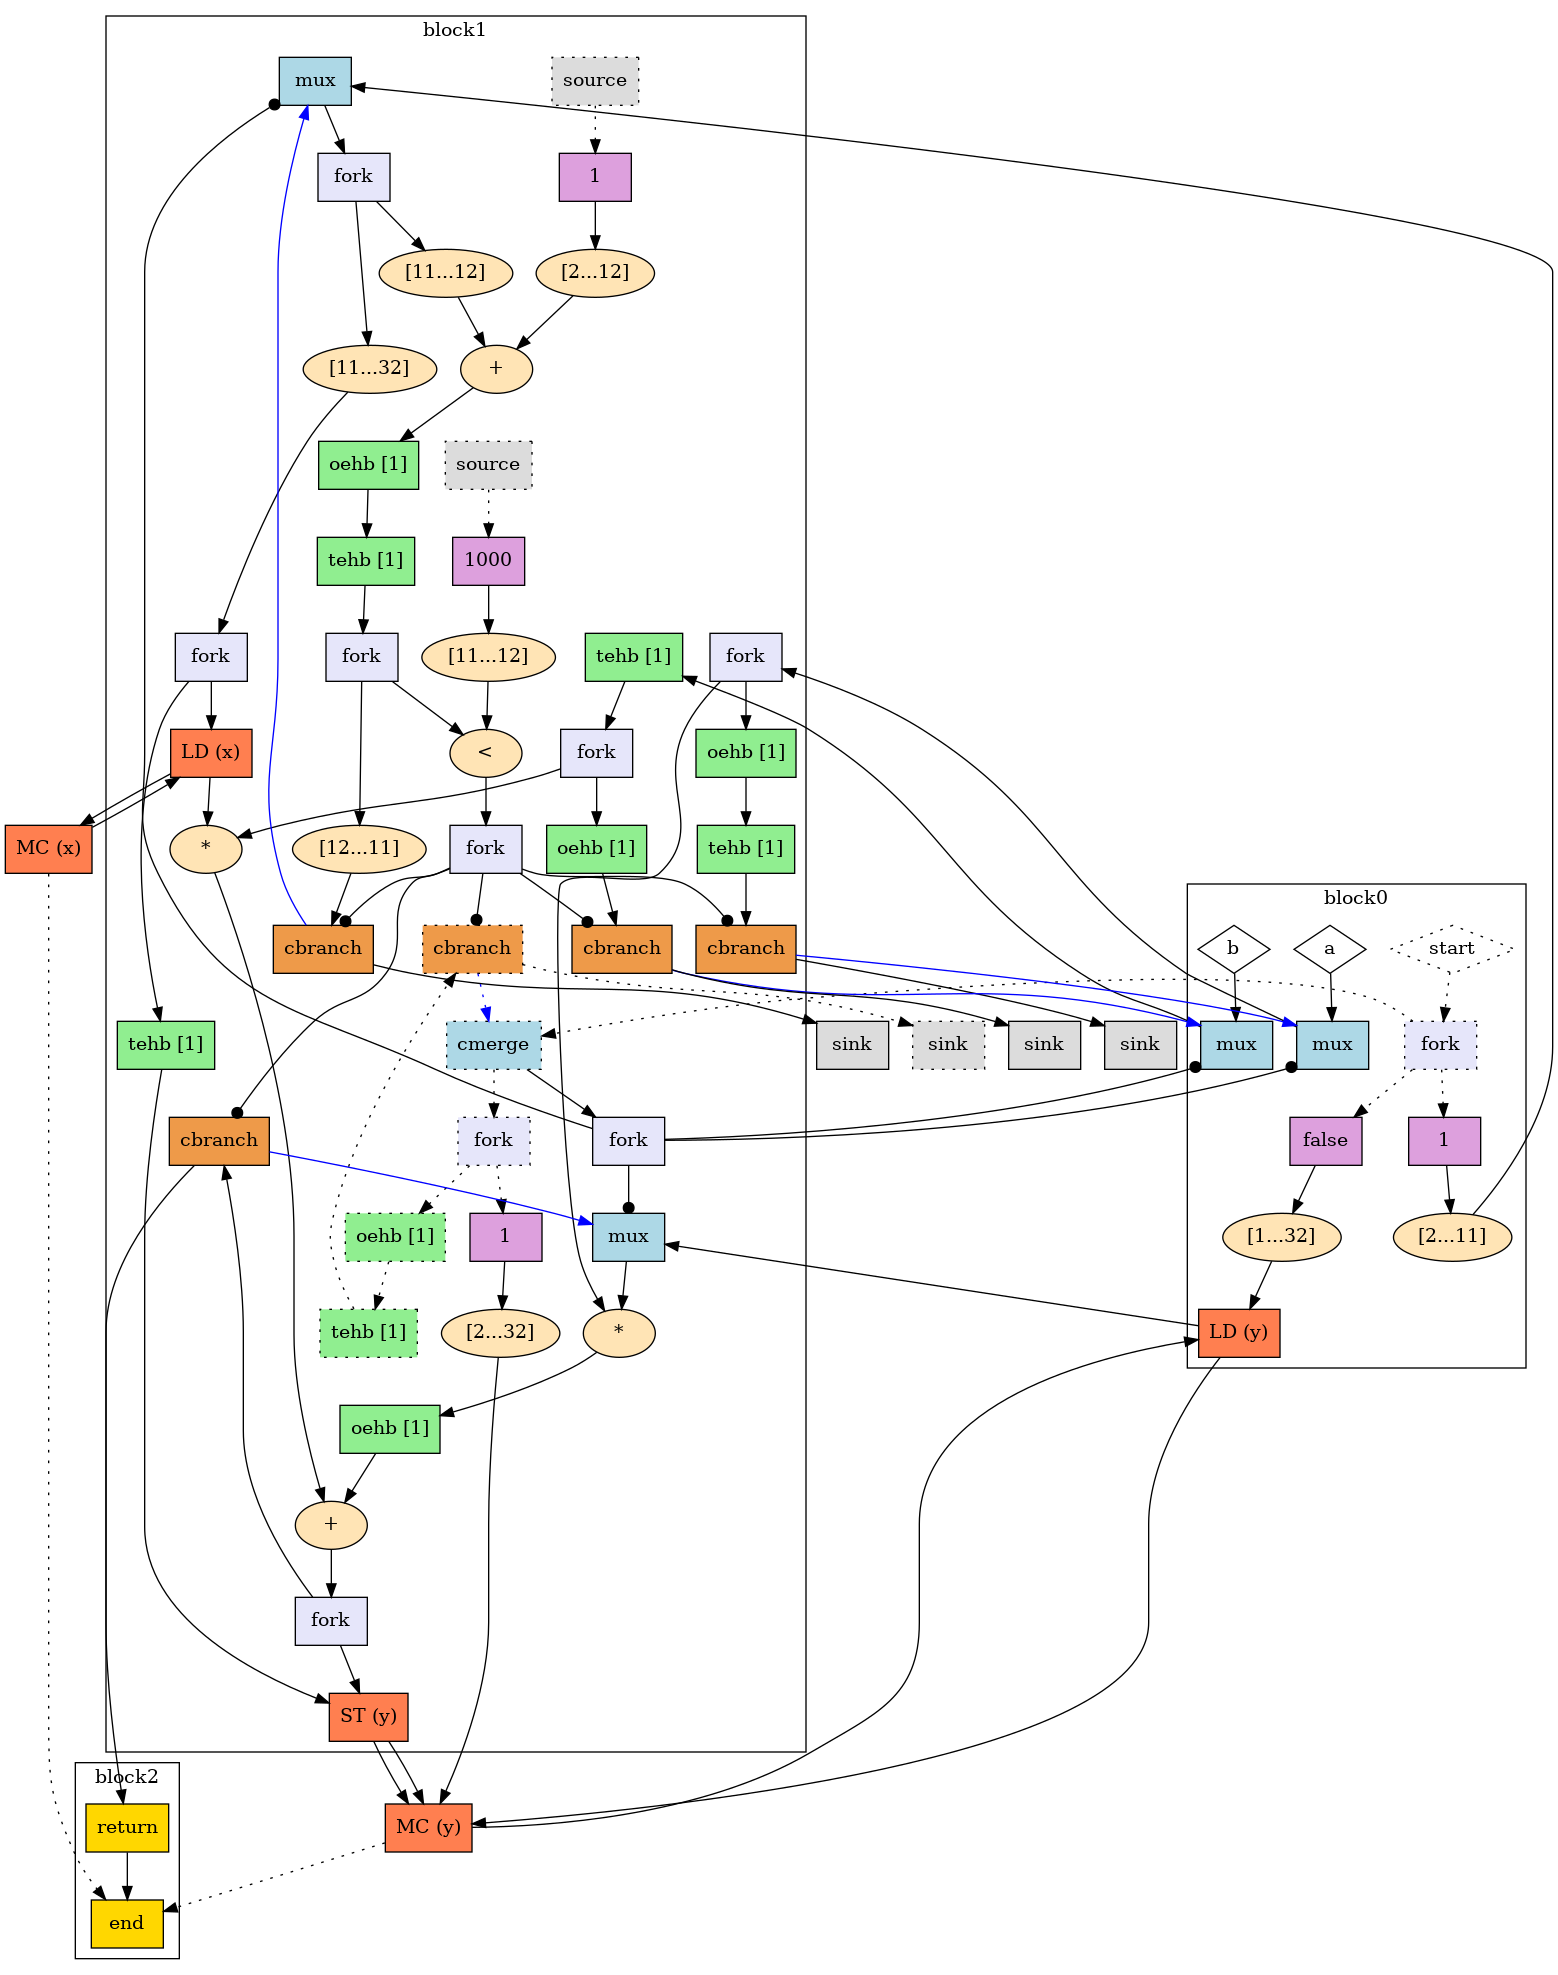 block1
mux
source
fork
1
[11...12]
[2...12]
[11...32]
+
oehb [1]
source
tehb [1]
1000
fork
fork
[11...12]
tehb [1]
fork
LD (x)
<
fork
oehb [1]
MC (x)
*
[12...11]
fork
oehb [1]
tehb [1]
block0
cbranch
cbranch
cbranch
cbranch
b
a
start
tehb [1]
cmerge
sink
sink
sink
sink
mux
mux
fork
cbranch
fork
fork
false
1
oehb [1]
1
mux
[1...32]
[2...11]
tehb [1]
[2...32]
*
LD (y)
oehb [1]
+
fork
ST (y)
block2
return
MC (y)
end